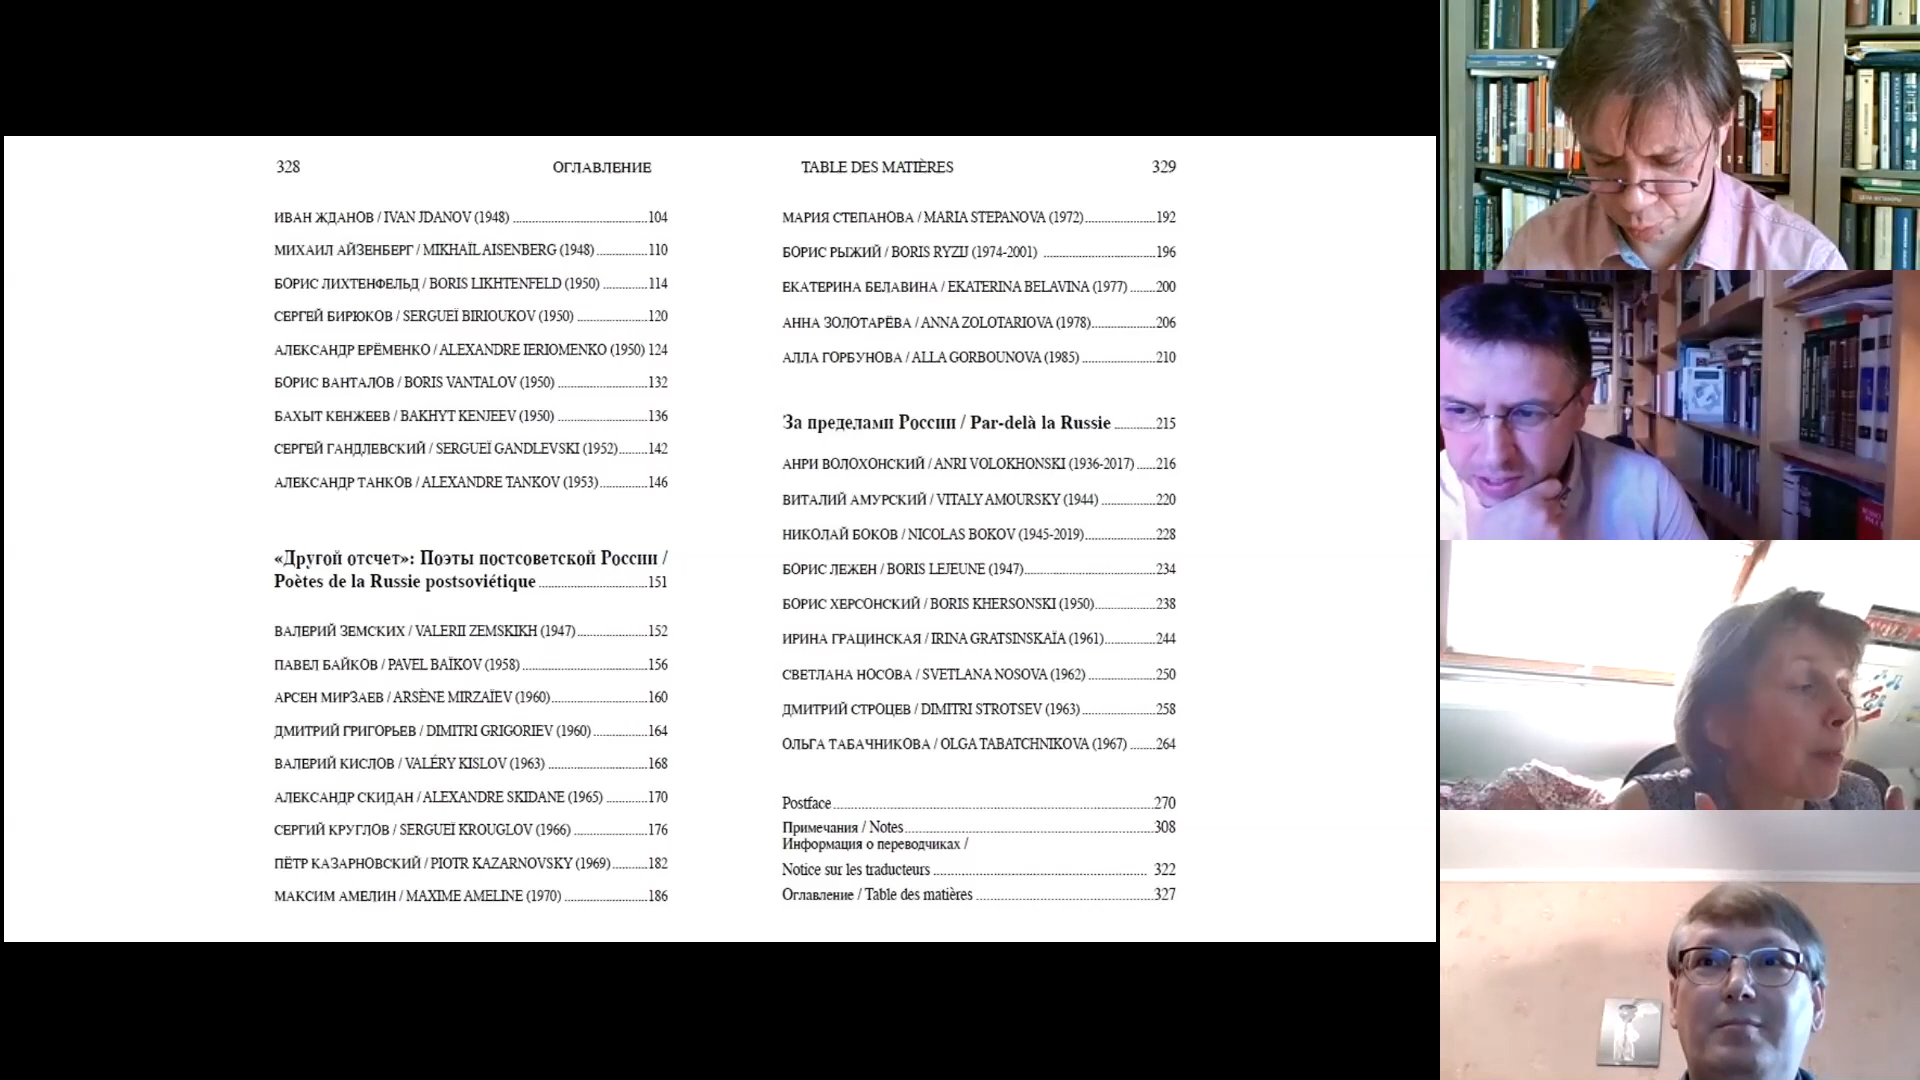 328 ОГЛАВЛЕНИЕ
ИВАН ЖДАНОВ / IVAN JDANOV (1948) 104
МИХАИЛ АЙЗЕНБЕРГ / MIKHAÏL AISENBERG (1948) 110
БОРИС ЛИХТЕНФЕЛЬД / BORIS LIKHTENFELD (1950) 114
СЕРГЕЙ БИРЮКОВ / SERGUEÏ BIRIOUKOV (1950) 120
АЛЕКСАНДР ЕРЁМЕНКО / ALEXANDRE IERIOMENKO (1950) 124
БОРИС ВАНТАЛОВ / BORIS VANTALOV (1950) 132
БАХЫТ КЕНЖЕЕВ / BAKHYT KENJEEV (1950) 136
СЕРГЕЙ ГАНДЛЕВСКИЙ / SERGUEÏ GANDLEVSKI (1952) 142
АЛЕКСАНДР ТАНКОВ / ALEXANDRE TANKOV (1953) 146
«Другой отсчет»: Поэты постсоветской России /
Poètes de la Russie postsoviétique 151
ВАЛЕРИЙ ЗЕМСКИХ / VALERII ZEMSKIKH (1947) 152
ПАВЕЛ БАЙКОВ / PAVEL BAÏKOV (1958) 156
АРСЕН МИРЗАЕВ / ARSÈNE MIRZAÏEV (1960) 160
ДМИТРИЙ ГРИГОРЬЕВ / DIMITRI GRIGORIEV (1960) 164
ВАЛЕРИЙ КИСЛОВ / VALÉRY KISLOV (1963) 168
АЛЕКСАНДР СКИДАН / ALEXANDRE SKIDANE (1965) 170
СЕРГИЙ КРУГЛОВ / SERGUEÏ KROUGLOV (1966) 176
ПЁТР КАЗАРНОВСКИЙ / PIOTR KAZARNOVSKY (1969) 182
МАКСИМ АМЕЛИН / MAXIME AMELINE (1970) 186
TABLE DES MATIÈRES 329
МАРИЯ СТЕПАНОВА / MARIA STEPANOVA (1972) 192
БОРИС РЫЖИЙ / BORIS RYZIJ (1974-2001) 196
ЕКАТЕРИНА БЕЛАВИНА / EKATERINA BELAVINA (1977) 200
АННА ЗОЛОТАРЁВА / ANNA ZOLOTARIOVA (1978) 206
АЛЛА ГОРБУНОВА / ALLA GORBOUNOVA (1985) 210
За пределами России / Par-delà la Russie 215
АНРИ ВОЛОХОНСКИЙ / ANRI VOLOKHONSKI (1936-2017) 216
ВИТАЛИЙ АМУРСКИЙ / VITALY AMOURSKY (1944) 220
НИКОЛАЙ БОКОВ / NICOLAS BOKOV (1945-2019) 228
БОРИС ЛЕЖЕН / BORIS LEJEUNE (1947) 234
БОРИС ХЕРСОНСКИЙ / BORIS KHERSONSKI (1950) 238
ИРИНА ГРАЦИНСКАЯ / IRINA GRATSINSKAÏA (1961) 244
СВЕТЛАНА НОСОВА / SVETLANA NOSOVA (1962) 250
ДМИТРИЙ СТРОЦЕВ / DIMITRI STROTSEV (1963) 258
ОЛЬГА ТАБАЧНИКОВА / OLGA TABATCHNIKOVA (1967) 264
Postface 270
Примечания / Notes 308
Информация о переводчиках /
Notice sur les traducteurs 322
Оглавление / Table des matières 327